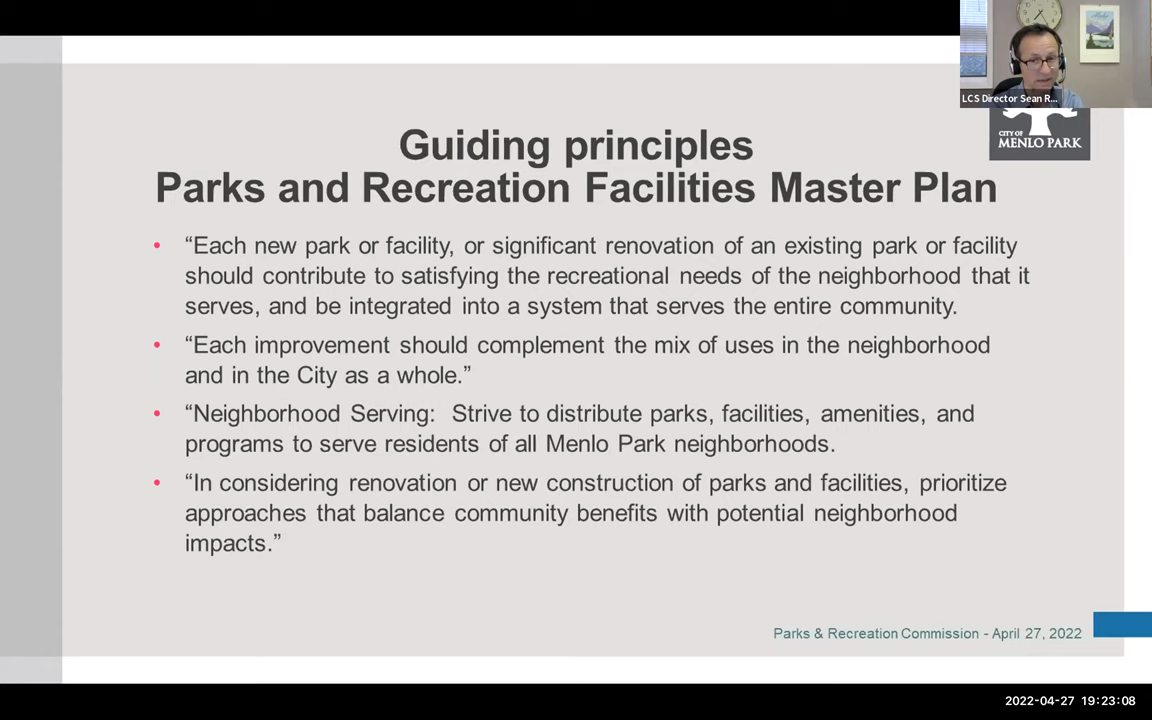 LCS Director Sean R...
CITY OF
MENLO PARK
Guiding principles
Parks and Recreation Facilities Master Plan
• “Each new park or facility, or significant renovation of an existing park or facility
should contribute to satisfying the recreational needs of the neighborhood that it
serves, and be integrated into a system that serves the entire community.
• “Each improvement should complement the mix of uses in the neighborhood
and in the City as a whole.”
• “Neighborhood Serving: Strive to distribute parks, facilities, amenities, and
programs to serve residents of all Menlo Park neighborhoods.
• “In considering renovation or new construction of parks and facilities, prioritize
approaches that balance community benefits with potential neighborhood
impacts.”
Parks & Recreation Commission - April 27, 2022
2022-04-27 19:23:08